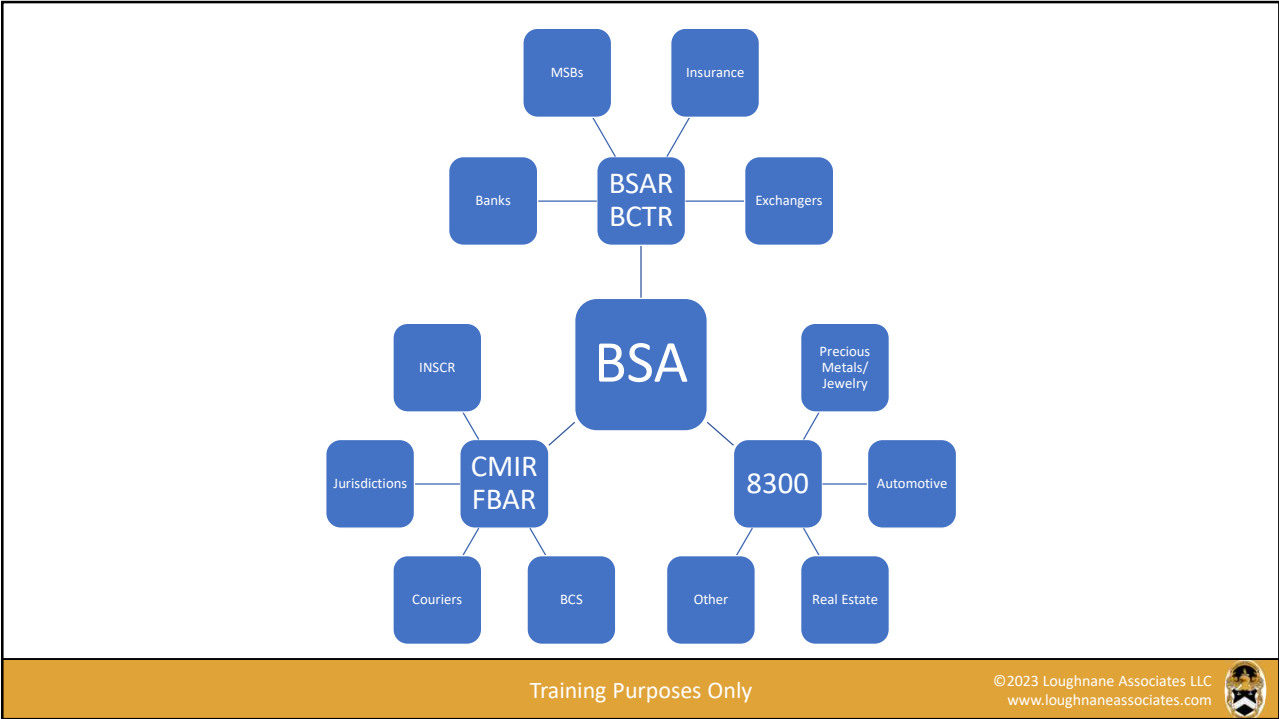 MSBs
Insurance
Banks
BSAR
BCTR
Exchangers
BSA
INSCR
Precious
Metals/
Jewelry
Jurisdictions
CMIR
FBAR
8300
Automotive
Couriers
BCS
Other
Real Estate
Training Purposes Only
©2023 Loughnane Associates LLC
www.loughnaneassociates.com